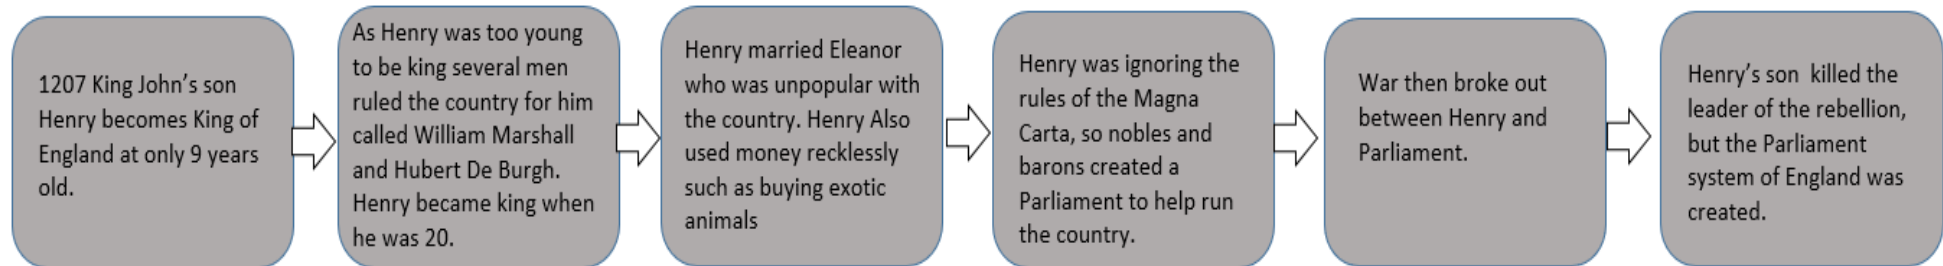 1207 King John’s son
Henry becomes King of
England at only 9 years
old.
As Henry was too young
to be king several men
ruled the country for him
called William Marshall
and Hubert De Burgh.
Henry became king when
he was 20.
Henry married Eleanor
who was unpopular with
the country. Henry Also
used money recklessly
such as buying exotic
animals
Henry was ignoring the
rules of the Magna
Carta, so nobles and
barons created a
Parliament to help run
the country.
War then broke out
between Henry and
Parliament.
Henry’s son  killed the
leader of the rebellion,
but the Parliament
system of England was
created.